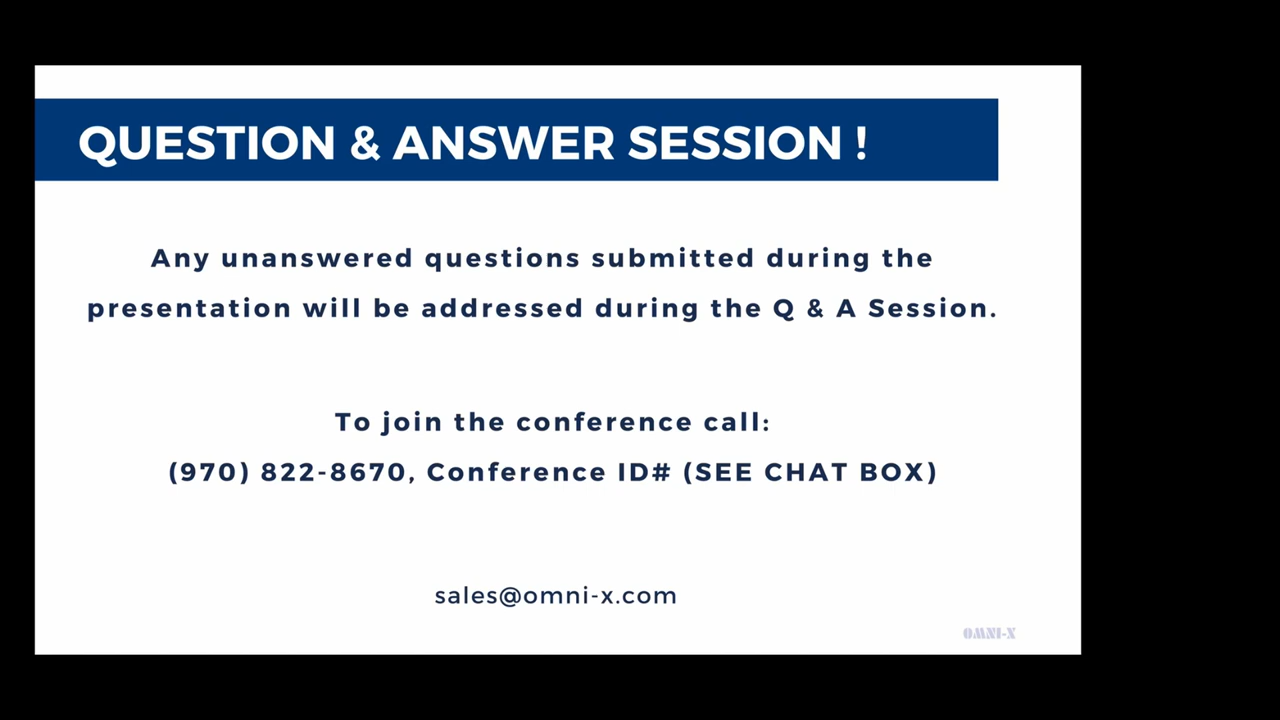 QUESTION & ANSWER SESSION !
Any unanswered questions submitted during the
presentation will be addressed during the Q & A Session.
To join the conference call:
(970) 822-8670, Conference ID# (SEE CHAT BOX)
sales@omni-x.com
OMNI-X